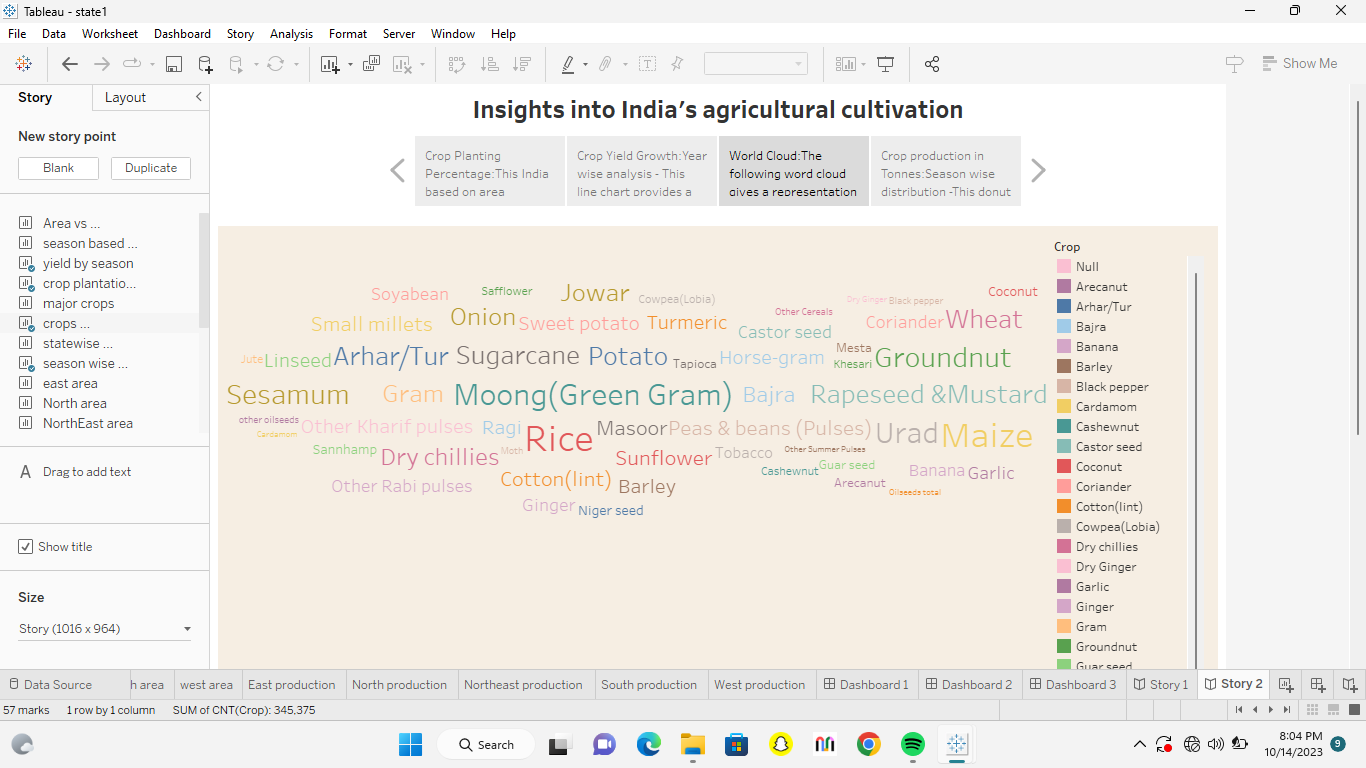 Tableau - state1
File Data Worksheet Dashboard Story Analysis Format Server Window Help
Show Me
Story Layout
New story point
Blank Duplicate
Area vs ...
season based ...
yield by season
crop plantatio...
major crops
crops ...
statewise ...
season wise ...
east area
North area
NorthEast area
A Drag to add text
Show title
Size
Story (1016 x 964)
Insights into India's agricultural cultivation
Crop Planting
Percentage:This India
based on area
Crop Yield Growth:Year
wise analysis - This
line chart provides a
World Cloud:The
following word cloud
gives a representation
Crop production in
Tonnes:Season wise
distribution -This donut
Soyabean Safflower Jowar Cowpea(Lobia) Dry Ginger Black pepper Coconut
Small millets Onion Sweet potato Turmeric Castor seed Other Cereals Coriander Wheat
Jute Linseed Arhar/Tur Sugarcane Potato Tapioca Horse-gram Mesta Khesari Groundnut
Sesamum Gram Moong(Green Gram) Bajra Rapeseed &Mustard
other oilseeds Cardamom Other Kharif pulses Ragi Rice Masoor Peas & beans (Pulses) Urad Maize
Sannhamp Dry chillies Moth Sunflower Tobacco Other Summer Pulses
Other Rabi pulses Cotton(lint) Barley Cashewnut Guar seed Arecanut Banana Garlic
Ginger Niger seed Oilseeds total
Crop
Null
Arecanut
Arhar/Tur
Bajra
Banana
Barley
Black pepper
Cardamom
Cashewnut
Castor seed
Coconut
Coriander
Cotton(lint)
Cowpea(Lobia)
Dry chillies
Dry Ginger
Garlic
Ginger
Gram
Groundnut
Guar seed
Data Source h area west area East production North production Northeast production South production West production Dashboard 1 Dashboard 2 Dashboard 3 Story 1 Story 2
57 marks 1 row by 1 column SUM of CNT(Crop): 345,375
Search
8:04 PM
10/14/2023
9